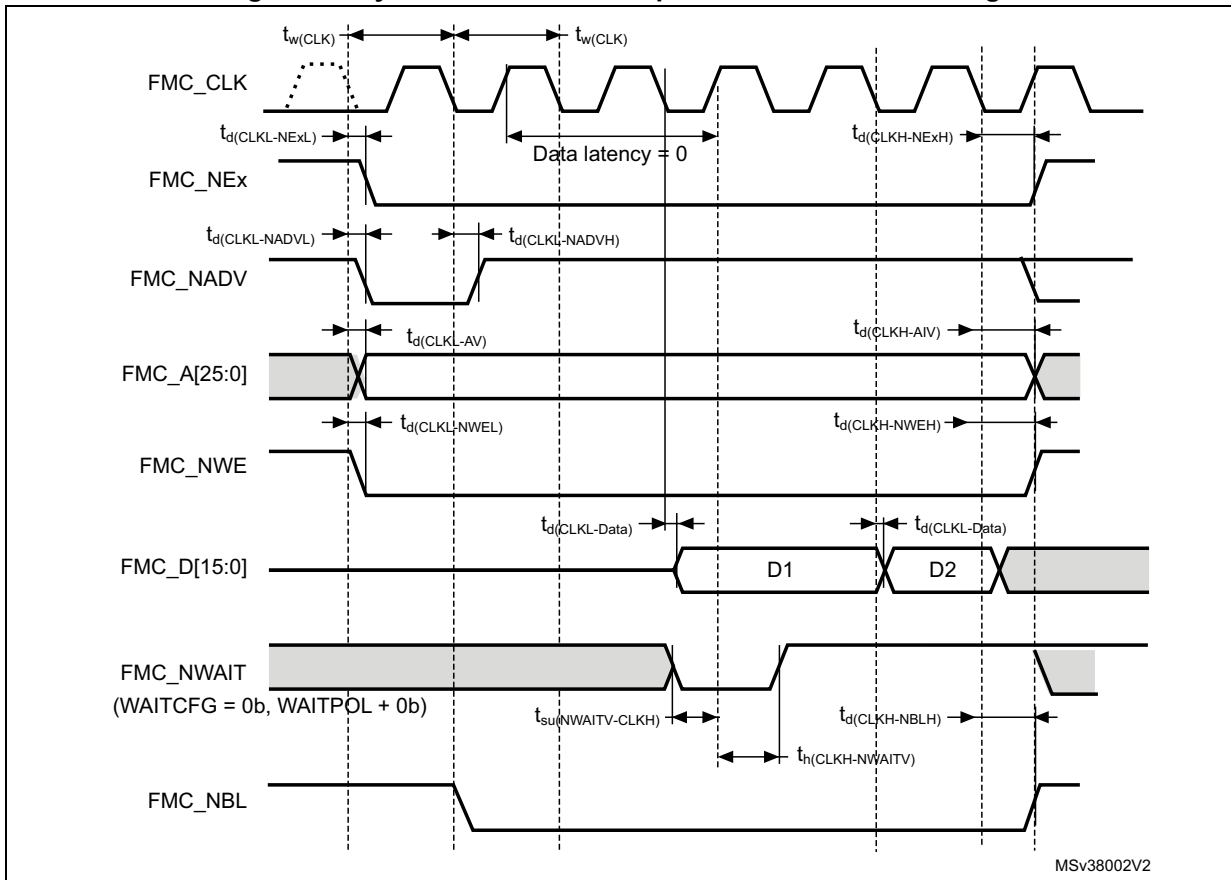 tw(CLK) tw(CLK)
FMC_CLK
td(CLKL-NExL) td(CLKH-NExH)
Data latency = 0
FMC_NEx
td(CLKL-NADVL) td(CLKL-NADVH)
FMC_NADV
td(CLKL-AV) td(CLKH-AIV)
FMC_A[25:0]
td(CLKL-NWEL) td(CLKH-NWEH)
FMC_NWE
td(CLKL-Data) td(CLKL-Data)
FMC_D[15:0] D1 D2
FMC_NWAIT
(WAITCFG = 0b, WAITPOL + 0b)
tsu(NWAITV-CLKH) td(CLKH-NBLH)
th(CLKH-NWAITV)
FMC_NBL
MSv38002V2